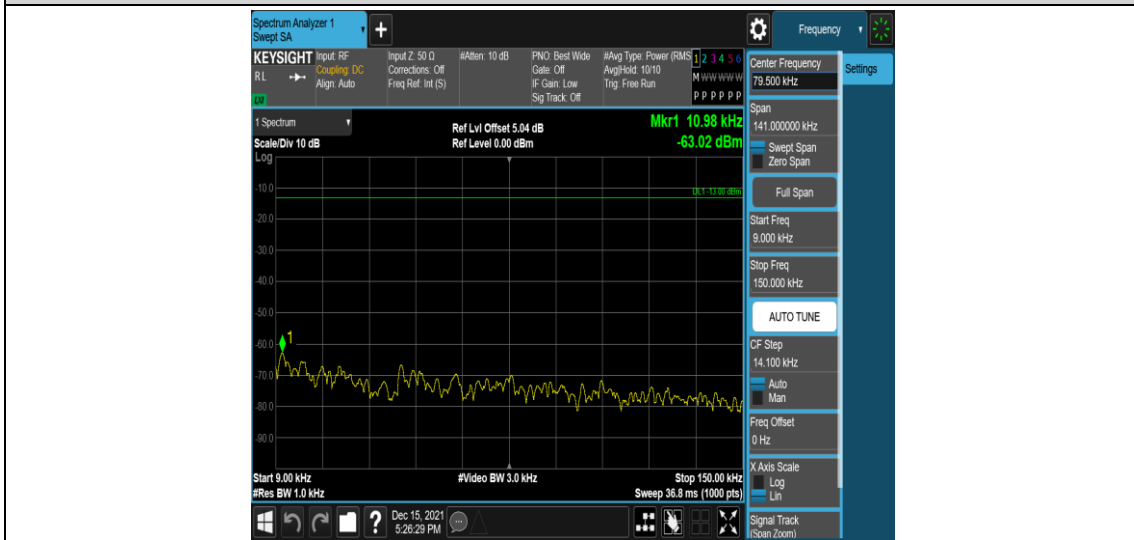 Spectrum Analyzer 1
Swept SA
+
Frequency
KEYSIGHT
RL
LXI
Input: RF
Coupling: DC
Align: Auto
Input Z: 50 Ω
Corrections: Off
Freq Ref: Int (S)
#Atten: 10 dB
PNO: Best Wide
Gate: Off
IF Gain: Low
Sig Track: Off
#Avg Type: Power (RMS
Avg|Hold: 10/10
Trig: Free Run
1 2 3 4 5 6
M W W W W W
P P P P P P
1 Spectrum
Scale/Div 10 dB
Log
Ref Lvl Offset 5.04 dB
Ref Level 0.00 dBm
Mkr1 10.98 kHz
-63.02 dBm
DL1 -13.00 dBm
-10.0
-20.0
-30.0
-40.0
-50.0
-60.0
-70.0
-80.0
-90.0
1
Start 9.00 kHz
#Res BW 1.0 kHz
#Video BW 3.0 kHz
Stop 150.00 kHz
Sweep 36.8 ms (1000 pts)
Center Frequency
79.500 kHz
Settings
Span
141.000000 kHz
Swept Span
Zero Span
Full Span
Start Freq
9.000 kHz
Stop Freq
150.000 kHz
AUTO TUNE
CF Step
14.100 kHz
Auto
Man
Freq Offset
0 Hz
X Axis Scale
Log
Lin
Signal Track
(Span Zoom)
?
Dec 15, 2021
5:26:29 PM